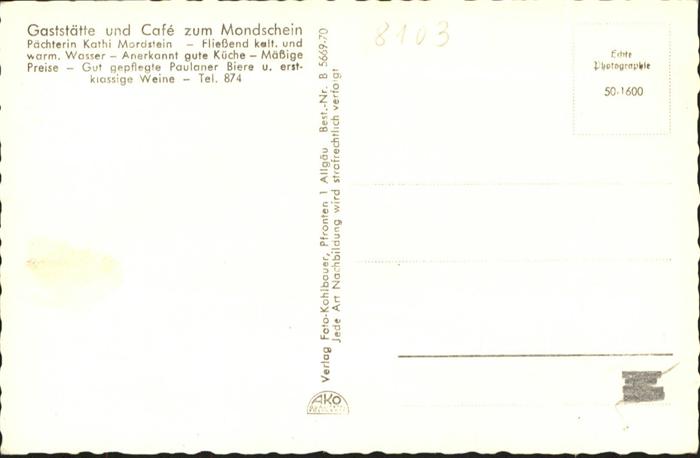 Gaststätte und Café zum Mondschein
Pächterin Kathi Mordstein – Fließend kalt. und
warm. Wasser – Anerkannt gute Küche – Mäßige
Preise – Gut gepflegte Paulaner Biere u. erst-
klassige Weine – Tel. 874
Verlag Foto-Kohlbauer, Pfronten 1 Allgäu Best.-Nr. B 5669-70
Jede Art Nachbildung wird strafrechtlich verfolgt
AKO
8103
Echte
Photographie
50-1600